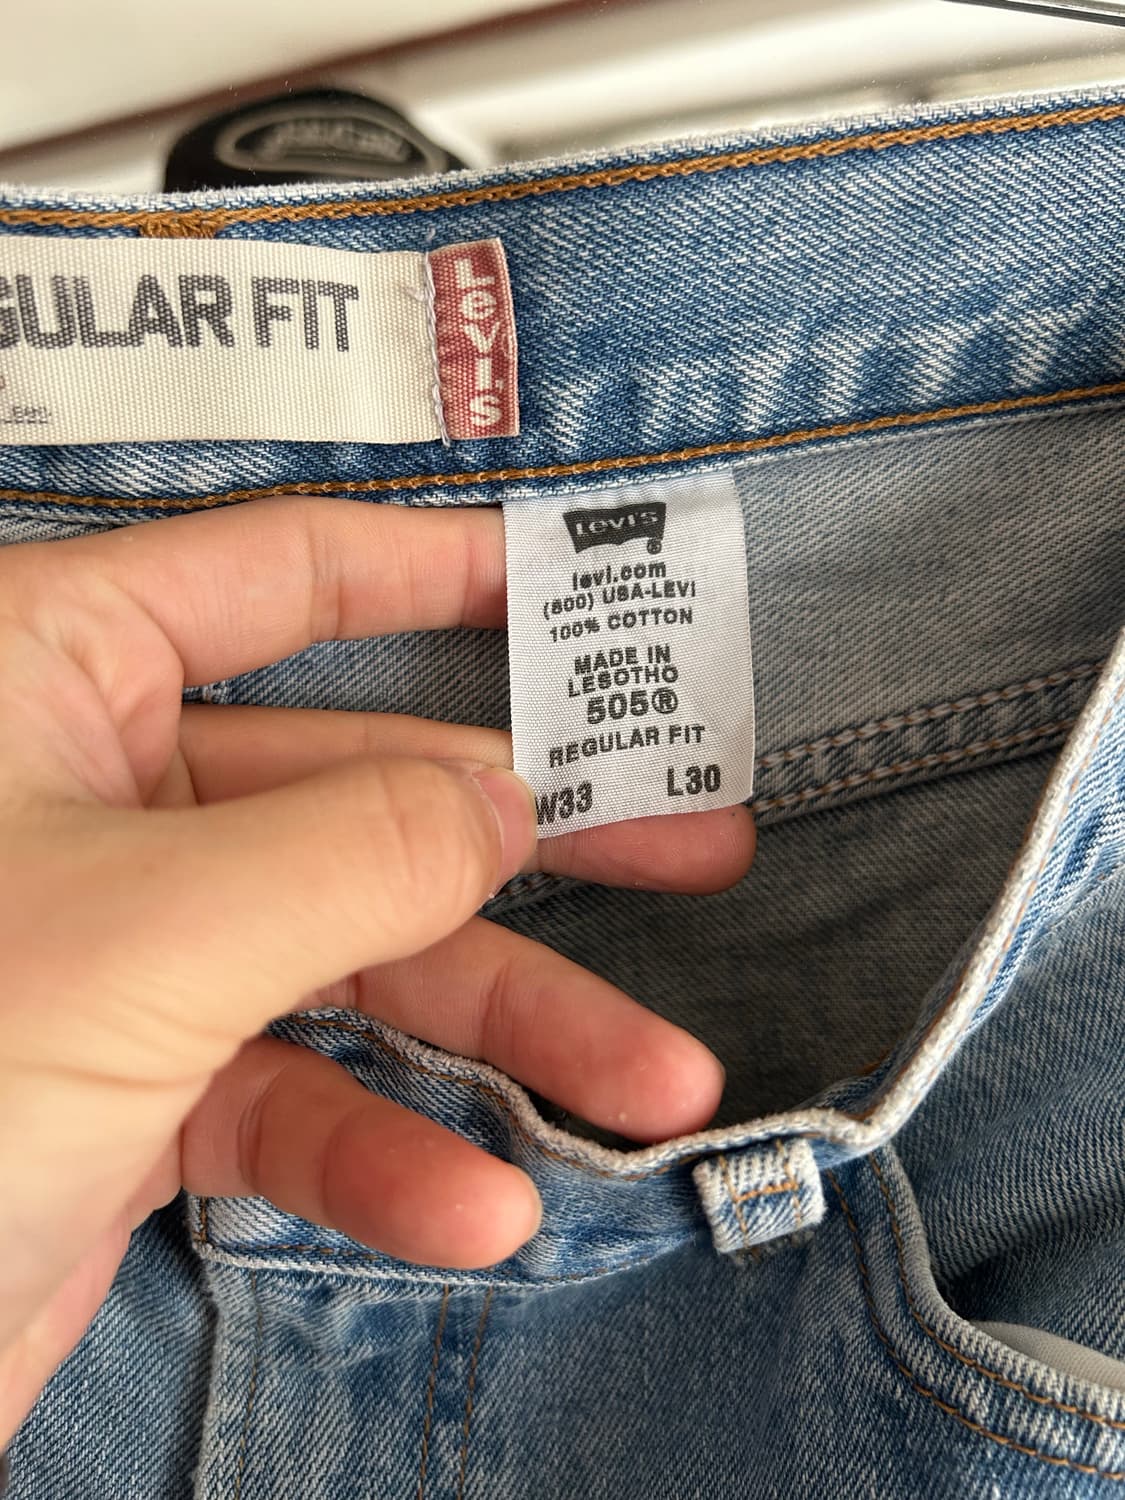 GULAR FIT
LEVI'S
Levi's
®
levi.com
(800) USA-LEVI
100% COTTON
MADE IN
LESOTHO
505®
REGULAR FIT
W33 L30